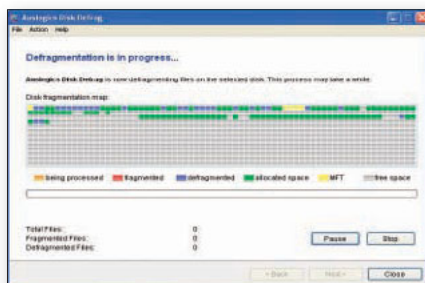 Auslogics Disk Defrag
File Action Help
Defragmentation is in progress...
Auslogics Disk Defrag is now defragmenting files on the selected disk. This process may take a while.
Disk fragmentation map:
being processed fragmented defragmented allocated space MFT free space
Total Files: 0
Fragmented Files: 0
Defragmented Files: 0
Pause Stop
< Back Next > Close